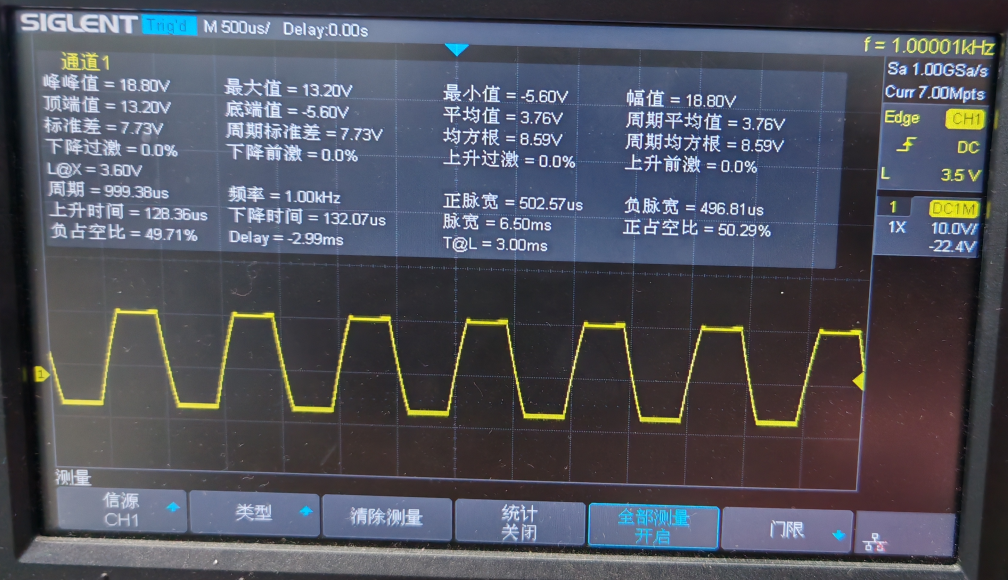 SIGLENT Trig'd M 500us/ Delay:0.00s
f = 1.00001kHz
Sa 1.00GSa/s
Curr 7.00Mpts
Edge CH1
DC
L 3.5 V
1 DC1M
1X 10.0V/
-22.4V
通道1
峰峰值 = 18.80V 最大值 = 13.20V 最小值 = -5.60V 幅值 = 18.80V
顶端值 = 13.20V 底端值 = -5.60V 平均值 = 3.76V 周期平均值 = 3.76V
标准差 = 7.73V 周期标准差 = 7.73V 均方根 = 8.59V 周期均方根 = 8.59V
下降过激 = 0.0% 下降前激 = 0.0% 上升过激 = 0.0% 上升前激 = 0.0%
L@X = 3.60V
周期 = 999.38us 频率 = 1.00kHz 正脉宽 = 502.57us 负脉宽 = 496.81us
上升时间 = 128.36us 下降时间 = 132.07us 脉宽 = 6.50ms 正占空比 = 50.29%
负占空比 = 49.71% Delay = -2.99ms T@L = 3.00ms
1
测量
信源 CH1
类型
清除测量
统计 关闭
全部测量 开启
门限